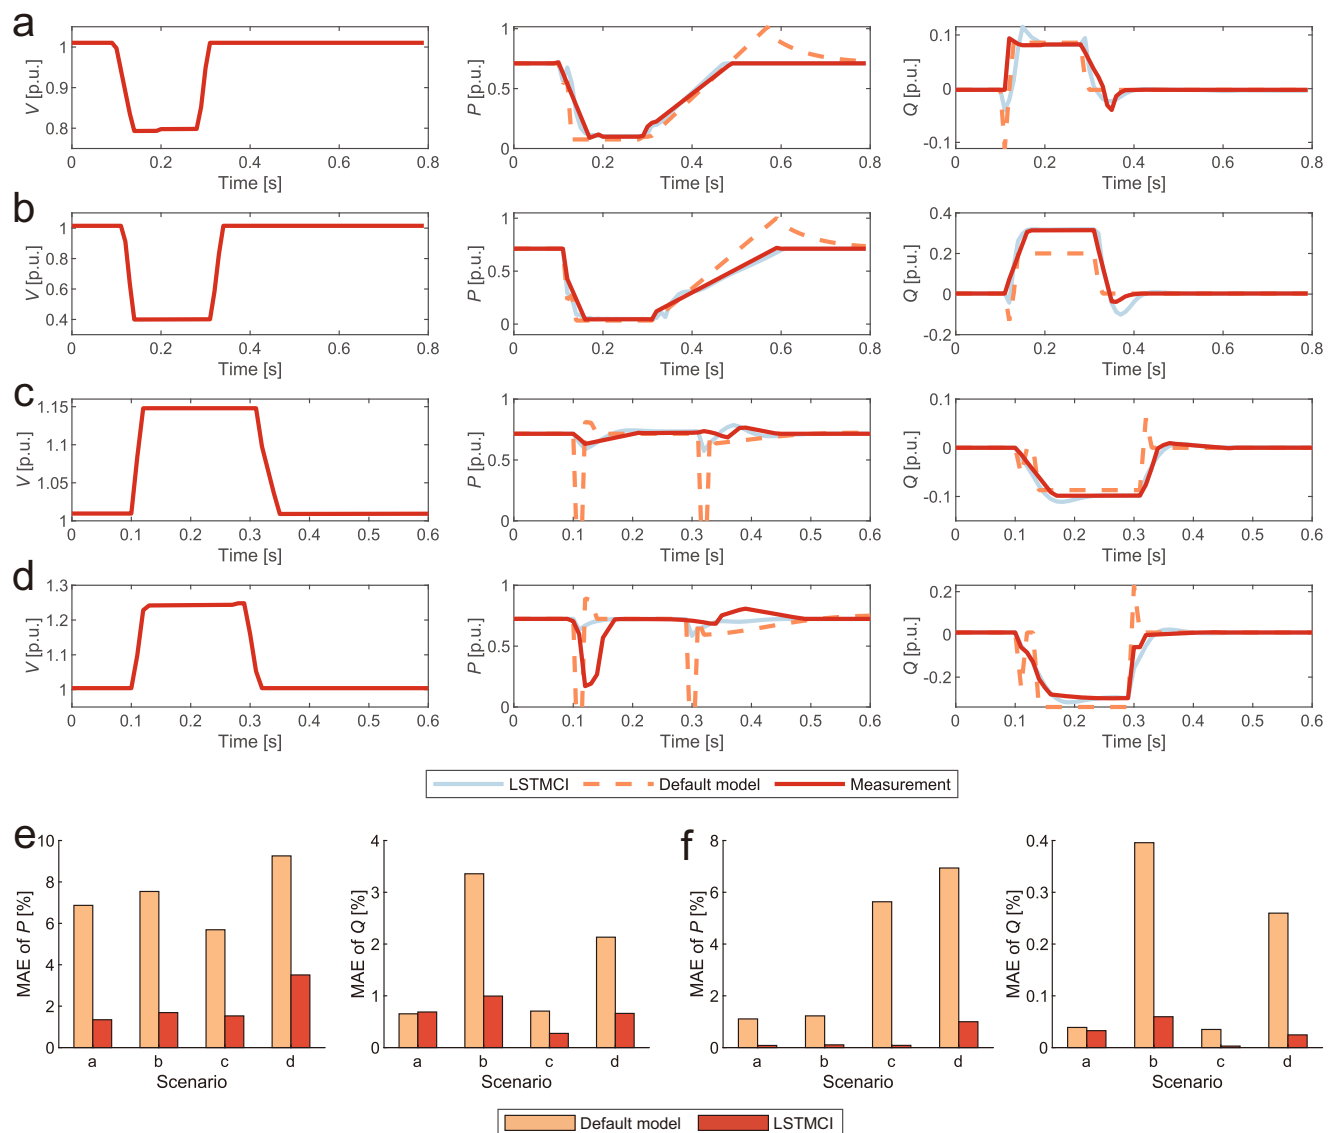 a
V [p.u.]
1
0.9
0.8
0
0.2
0.4
0.6
0.8
Time [s]
P [p.u.]
1
0.5
0
0
0.2
0.4
0.6
0.8
Time [s]
Q [p.u.]
0.1
0
-0.1
0
0.2
0.4
0.6
0.8
Time [s]
b
V [p.u.]
1
0.8
0.6
0.4
0
0.2
0.4
0.6
0.8
Time [s]
P [p.u.]
1
0.5
0
0
0.2
0.4
0.6
0.8
Time [s]
Q [p.u.]
0.4
0.2
0
-0.2
0
0.2
0.4
0.6
0.8
Time [s]
c
V [p.u.]
1.15
1.1
1.05
1
0
0.1
0.2
0.3
0.4
0.5
0.6
Time [s]
P [p.u.]
1
0.5
0
0
0.1
0.2
0.3
0.4
0.5
0.6
Time [s]
Q [p.u.]
0.1
0
-0.1
0
0.1
0.2
0.3
0.4
0.5
0.6
Time [s]
d
V [p.u.]
1.3
1.2
1.1
1
0
0.1
0.2
0.3
0.4
0.5
0.6
Time [s]
P [p.u.]
1
0.5
0
0
0.1
0.2
0.3
0.4
0.5
0.6
Time [s]
Q [p.u.]
0.2
0
-0.2
0
0.1
0.2
0.3
0.4
0.5
0.6
Time [s]
LSTMCI
Default model
Measurement
e
MAE of P [%]
10
8
6
4
2
0
a
b
c
d
Scenario
MAE of Q [%]
4
3
2
1
0
a
b
c
d
Scenario
f
MAE of P [%]
8
6
4
2
0
a
b
c
d
Scenario
MAE of Q [%]
0.4
0.3
0.2
0.1
0
a
b
c
d
Scenario
Default model
LSTMCI